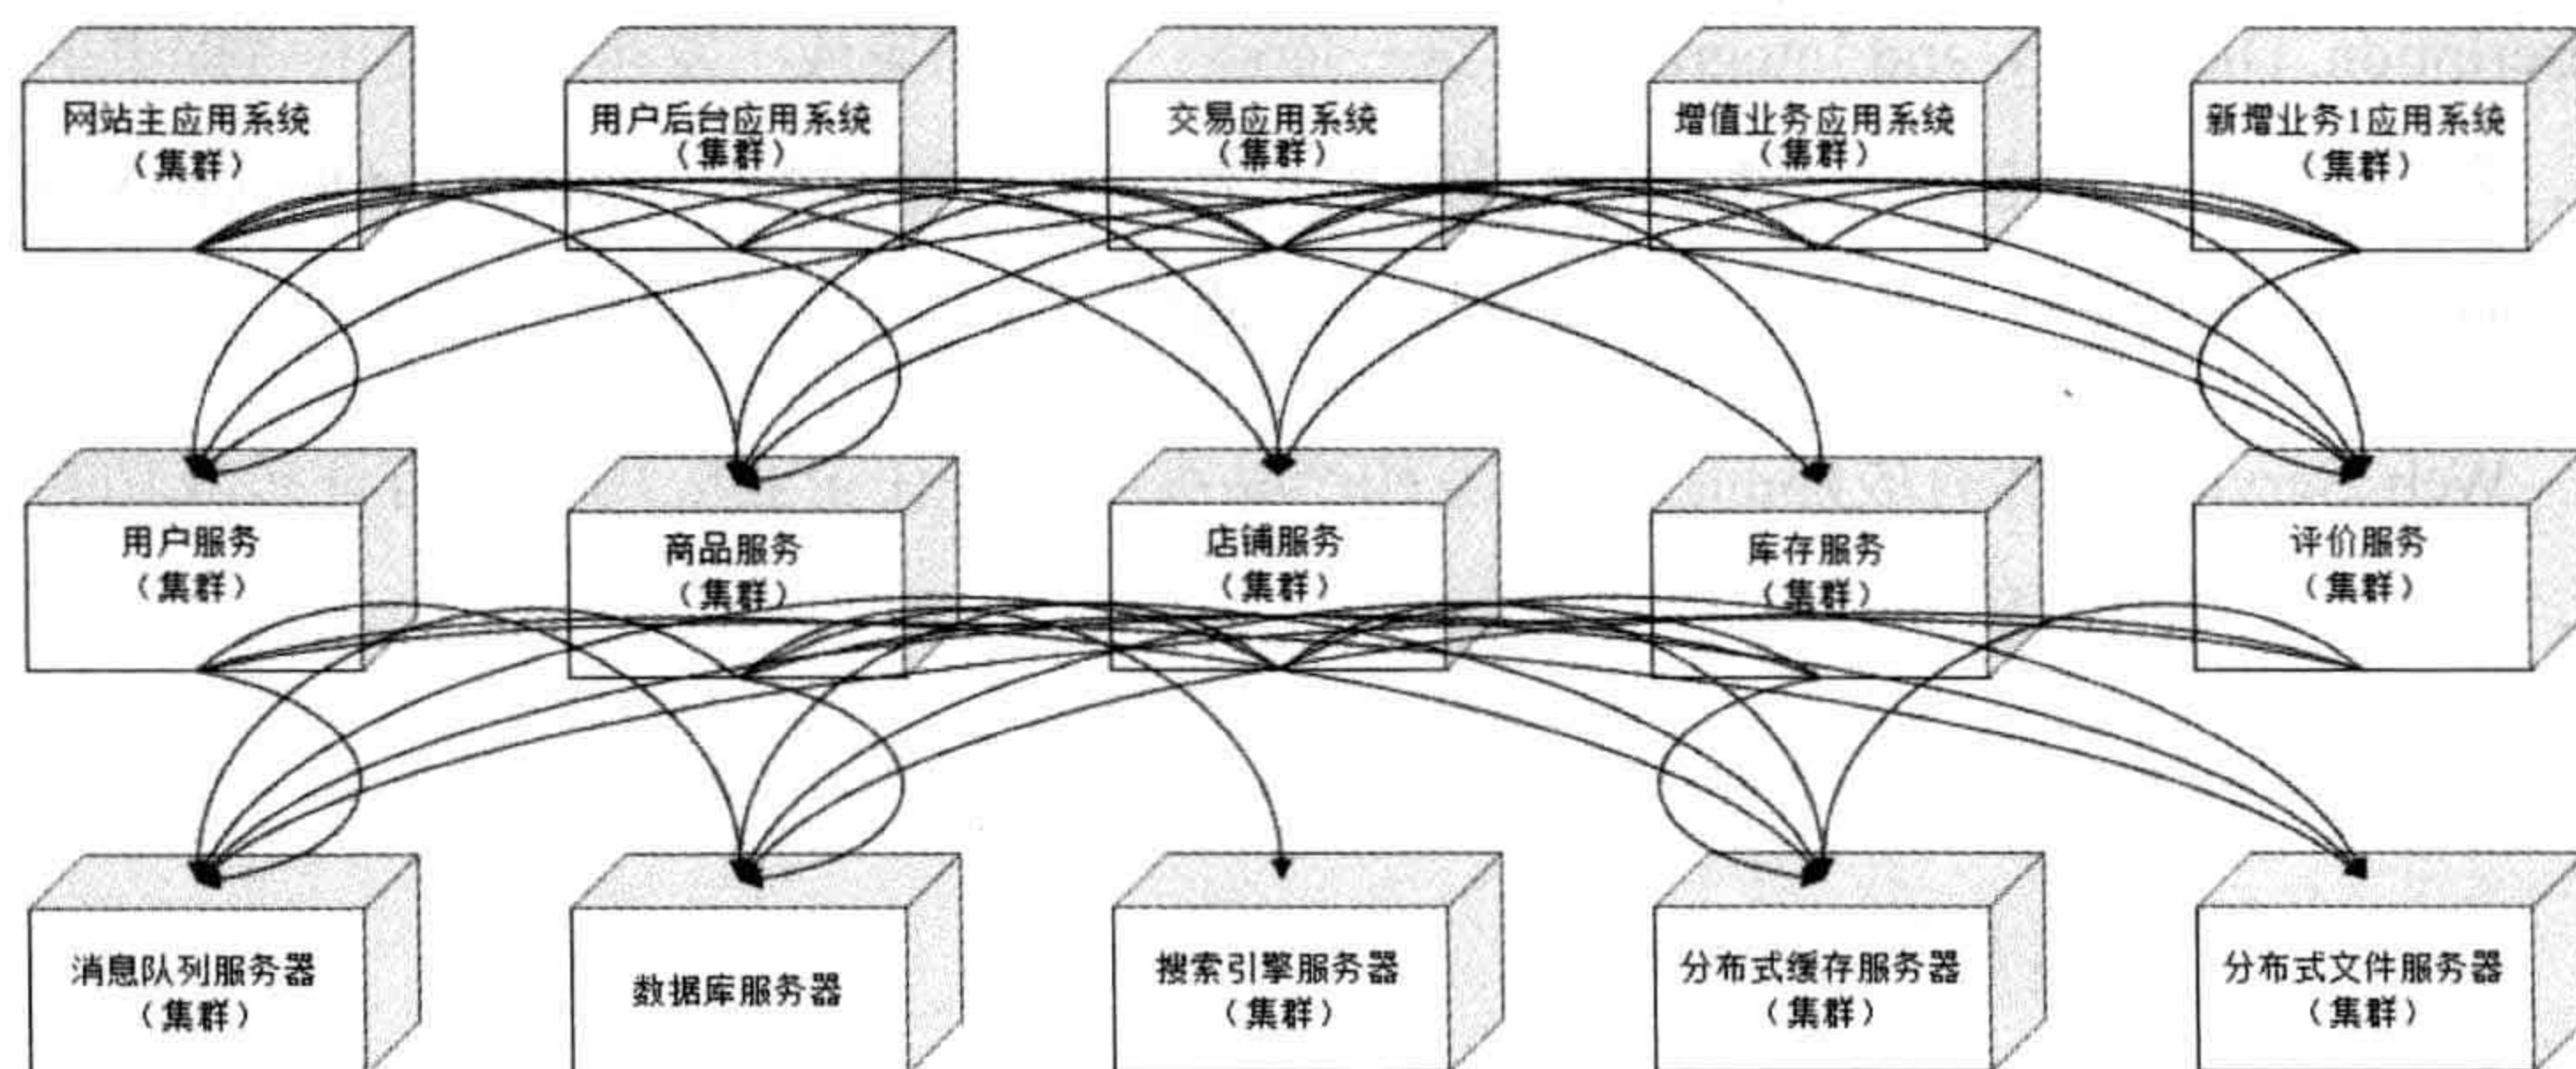 网站主应用系统
（集群）
用户后台应用系统
（集群）
交易应用系统
（集群）
增值业务应用系统
（集群）
新增业务1应用系统
（集群）
用户服务
（集群）
商品服务
（集群）
店铺服务
（集群）
库存服务
（集群）
评价服务
（集群）
消息队列服务器
（集群）
数据库服务器
搜索引擎服务器
（集群）
分布式缓存服务器
（集群）
分布式文件服务器
（集群）